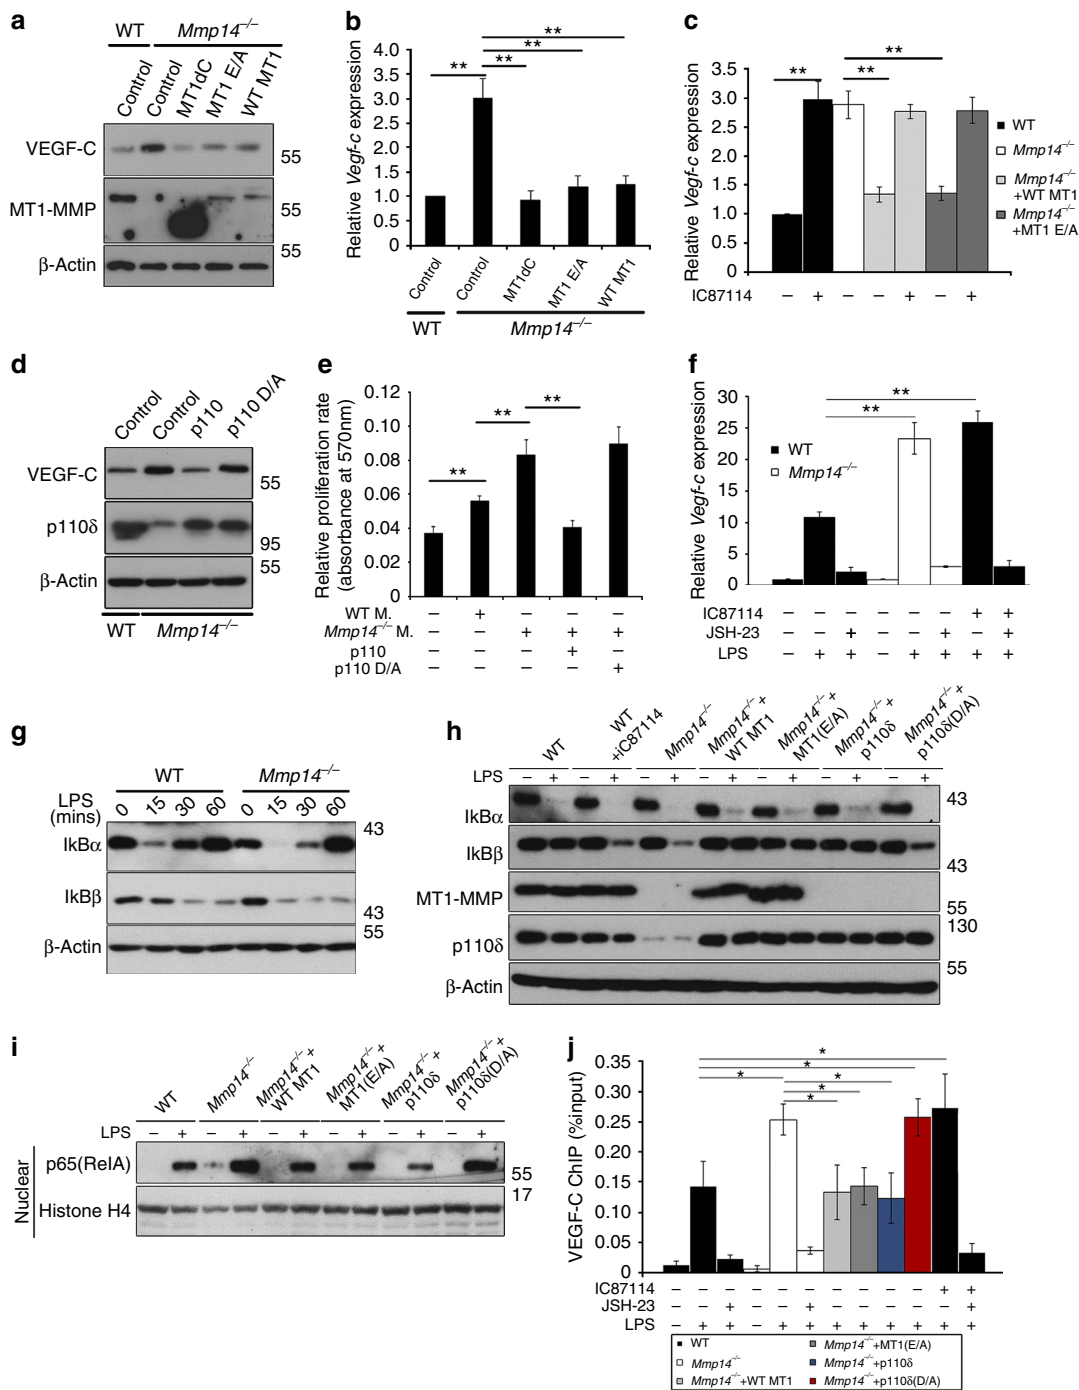 a
WT
Mmp14–/–
Control
Control
MT1dC
MT1 E/A
WT MT1
VEGF-C
55
MT1-MMP
55
β-Actin
55
b
Relative Vegf-c expression
4.0
3.5
3.0
2.5
2.0
1.5
1.0
0.5
0
**
**
**
**
Control
Control
MT1dC
MT1 E/A
WT MT1
WT
Mmp14–/–
c
Relative Vegf-c expression
3.5
3.0
2.5
2.0
1.5
1.0
0.5
0
**
**
**
IC87114
– + – – + – +
WT
Mmp14–/–
Mmp14–/–
+WT MT1
Mmp14–/–
+MT1 E/A
d
Control
Control
p110
p110 D/A
VEGF-C
55
p110δ
95
β-Actin
55
WT
Mmp14–/–
e
Relative proliferation rate
(absorbance at 570nm)
0.12
0.10
0.08
0.06
0.04
0.02
0
**
**
**
WT M. – + – – –
Mmp14–/– M. – – + + +
p110 – – – + –
p110 D/A – – – – +
f
Relative Vegf-c expression
30
25
20
15
10
5
0
**
**
WT
Mmp14–/–
IC87114 – – – – – – + +
JSH-23 – – + – – + – +
LPS – + + – + + + +
g
WT
Mmp14–/–
LPS
(mins)
0 15 30 60 0 15 30 60
IkBα
43
IkBβ
43
β-Actin
55
h
WT
WT
+iC87114
Mmp14–/–
Mmp14–/– +
WT MT1
Mmp14–/– +
MT1(E/A)
Mmp14–/– +
p110δ
Mmp14–/– +
p110δ(D/A)
LPS – + – + – + – + – + – + – +
IkBα
43
IkBβ
43
MT1-MMP
55
p110δ
130
β-Actin
55
i
WT
Mmp14–/–
Mmp14–/– +
WT MT1
Mmp14–/– +
MT1(E/A)
Mmp14–/– +
p110δ
Mmp14–/– +
p110δ(D/A)
LPS – + – + – + – + – + – +
Nuclear
p65(RelA)
55
Histone H4
17
j
VEGF-C ChIP (%input)
0.35
0.30
0.25
0.20
0.15
0.10
0.05
0
*
*
*
*
*
*
IC87114 – – – – – – – – – – + +
JSH-23 – – + – – + – – – – – +
LPS – + + – + + + + + + + +
WT
Mmp14–/–
Mmp14–/–+WT MT1
Mmp14–/–+MT1(E/A)
Mmp14–/–+p110δ
Mmp14–/–+p110δ(D/A)